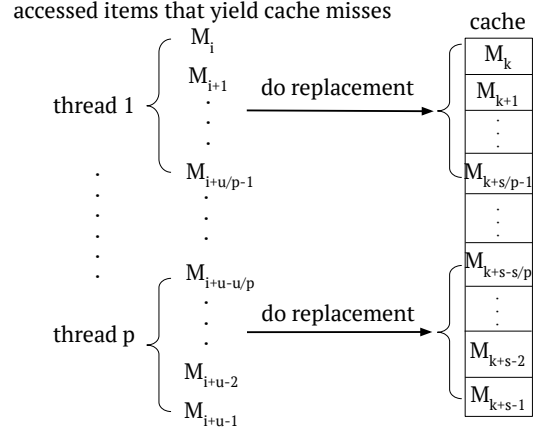 accessed items that yield cache misses
cache
M_i
M_{i+1}
thread 1
do replacement
M_{i+u/p-1}
M_k
M_{k+1}
M_{k+s/p-1}
M_{i+u-u/p}
thread p
do replacement
M_{i+u-2}
M_{i+u-1}
M_{k+s-s/p}
M_{k+s-2}
M_{k+s-1}